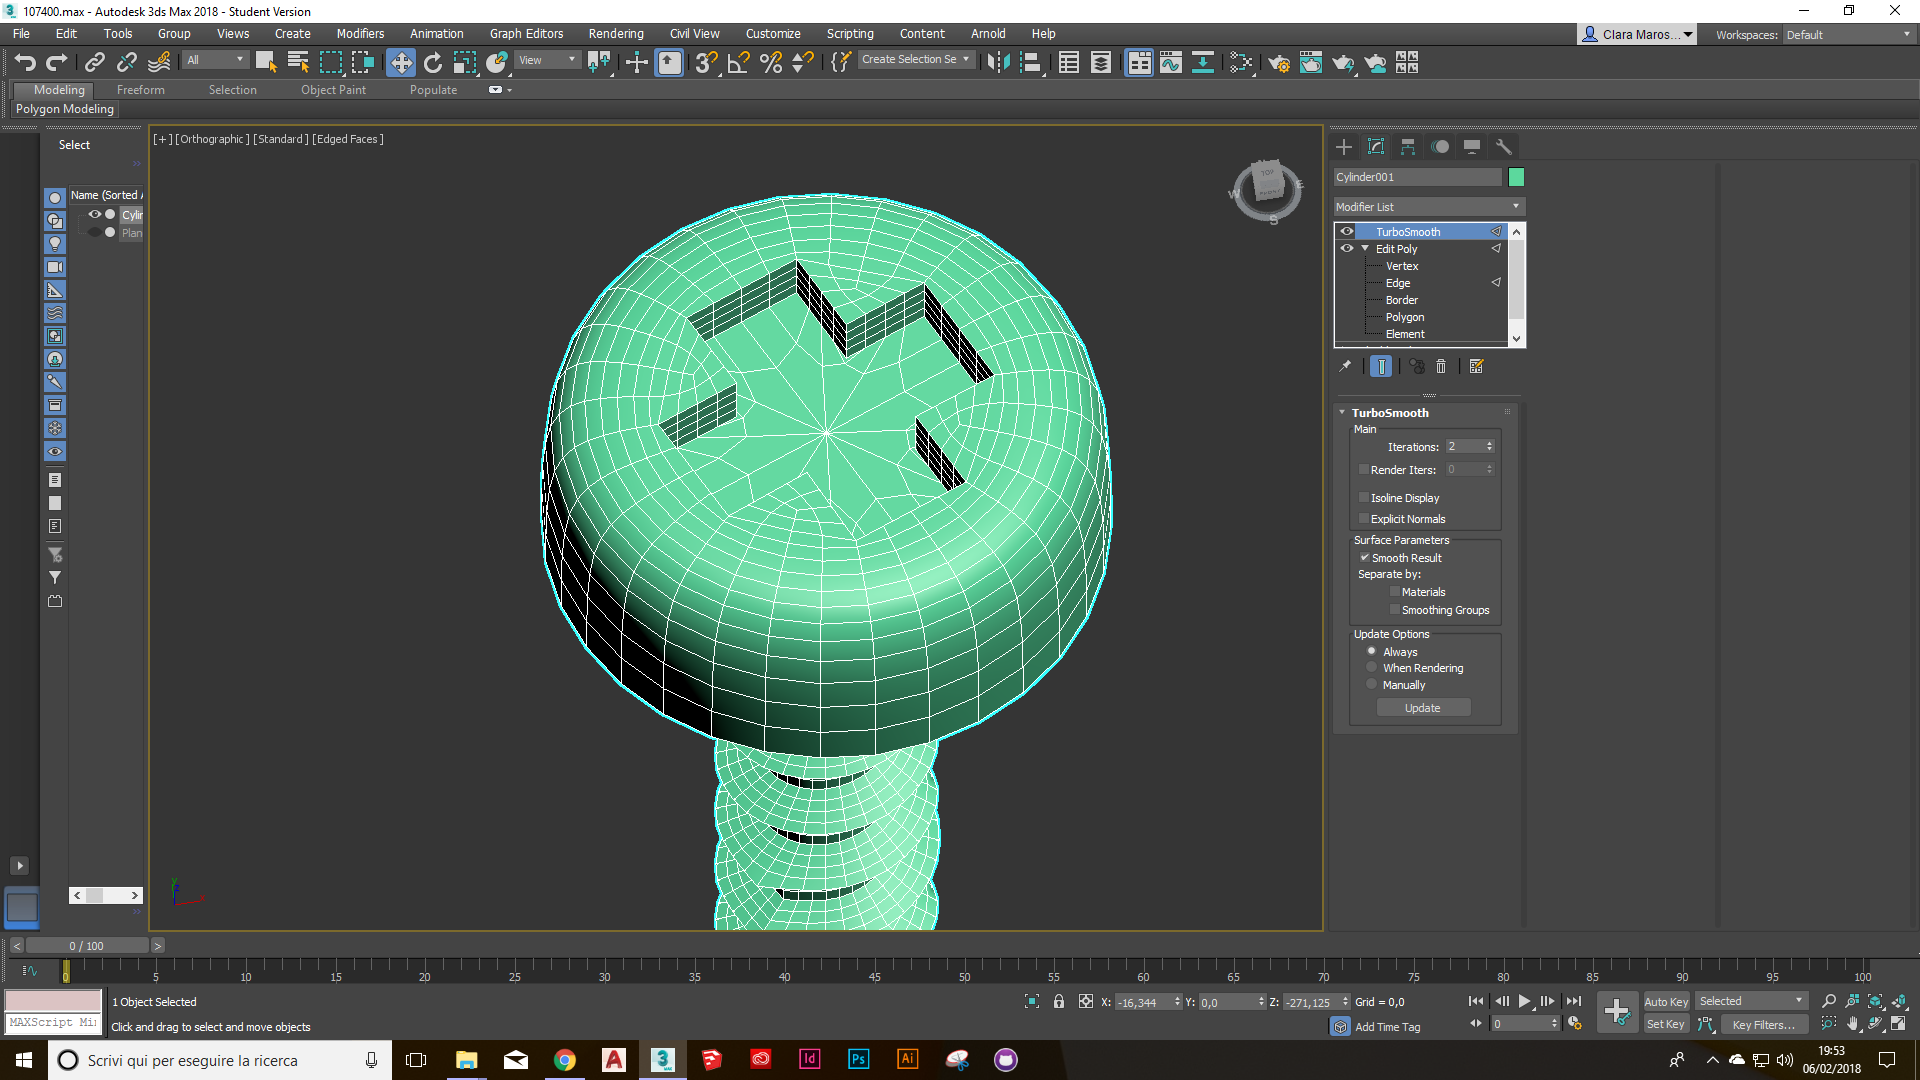 107400.max - Autodesk 3ds Max 2018 - Student Version
File Edit Tools Group Views Create Modifiers Animation Graph Editors Rendering Civil View Customize Scripting Content Arnold Help
Clara Maros...
Workspaces: Default
All
View
Create Selection Se
Modeling Freeform Selection Object Paint Populate
Polygon Modeling
Select
[+] [Orthographic] [Standard] [Edged Faces]
Name (Sorted A
Cylin
Plan
TOP
FRONT
W
E
S
Cylinder001
Modifier List
TurboSmooth
Edit Poly
Vertex
Edge
Border
Polygon
Element
TurboSmooth
Main
Iterations: 2
Render Iters: 0
Isoline Display
Explicit Normals
Surface Parameters
Smooth Result
Separate by:
Materials
Smoothing Groups
Update Options
Always
When Rendering
Manually
Update
y
x
< 0 / 100 >
0 5 10 15 20 25 30 35 40 45 50 55 60 65 70 75 80 85 90 95 100
1 Object Selected
X: -16,344 Y: 0,0 Z: -271,125 Grid = 0,0
Auto Key Selected
MAXScript Mi
Click and drag to select and move objects
Add Time Tag
0
Set Key Key Filters...
Scrivi qui per eseguire la ricerca
A
3
MAX
Id
Ps
Ai
19:53
06/02/2018